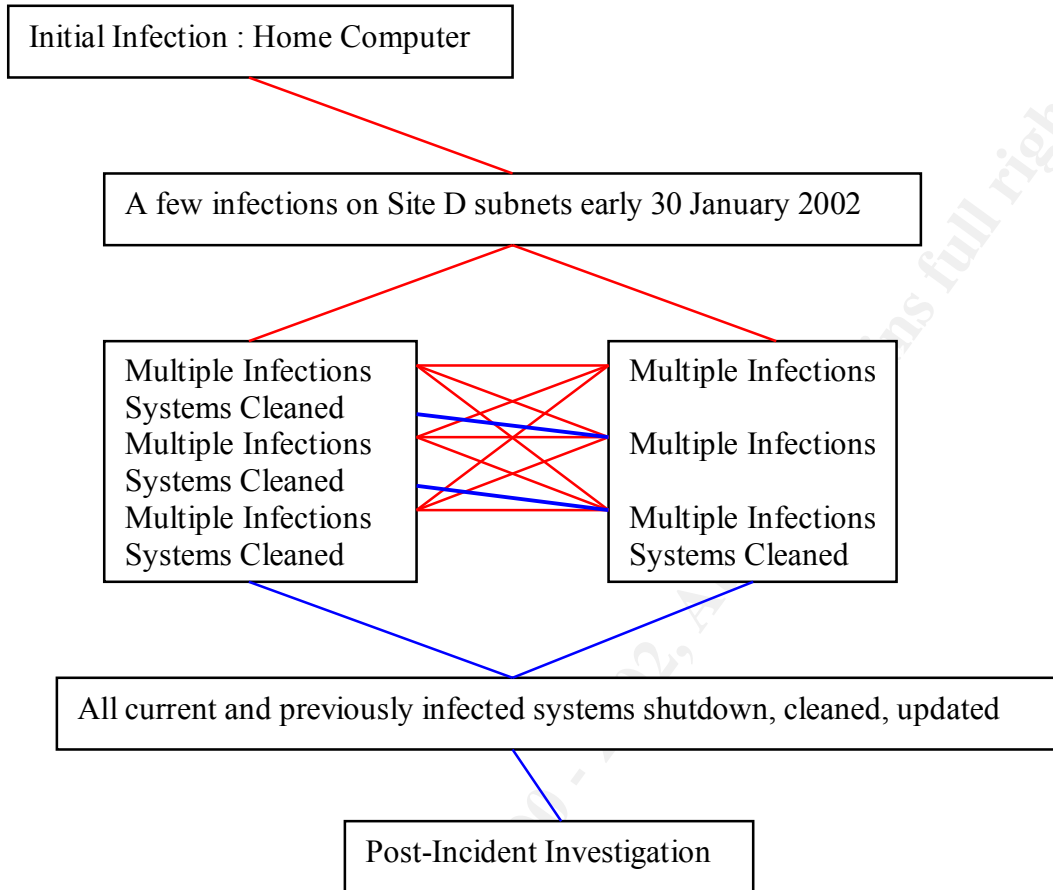 Initial Infection : Home Computer
A few infections on Site D subnets early 30 January 2002
Multiple Infections
Systems Cleaned
Multiple Infections
Systems Cleaned
Multiple Infections
Systems Cleaned
Multiple Infections
Multiple Infections
Multiple Infections
Systems Cleaned
All current and previously infected systems shutdown, cleaned, updated
Post-Incident Investigation